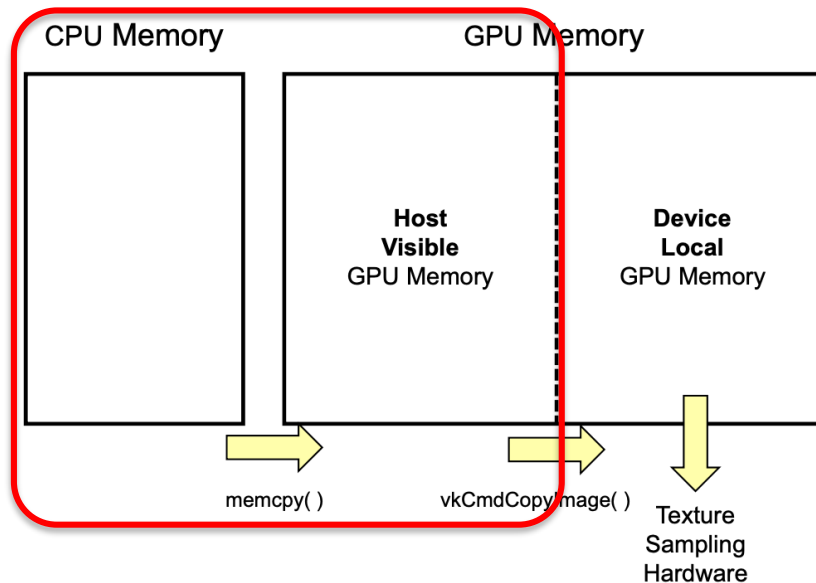 CPU Memory
GPU Memory
Host
Visible
GPU Memory
Device
Local
GPU Memory
memcpy( )
vkCmdCopyImage( )
Texture
Sampling
Hardware